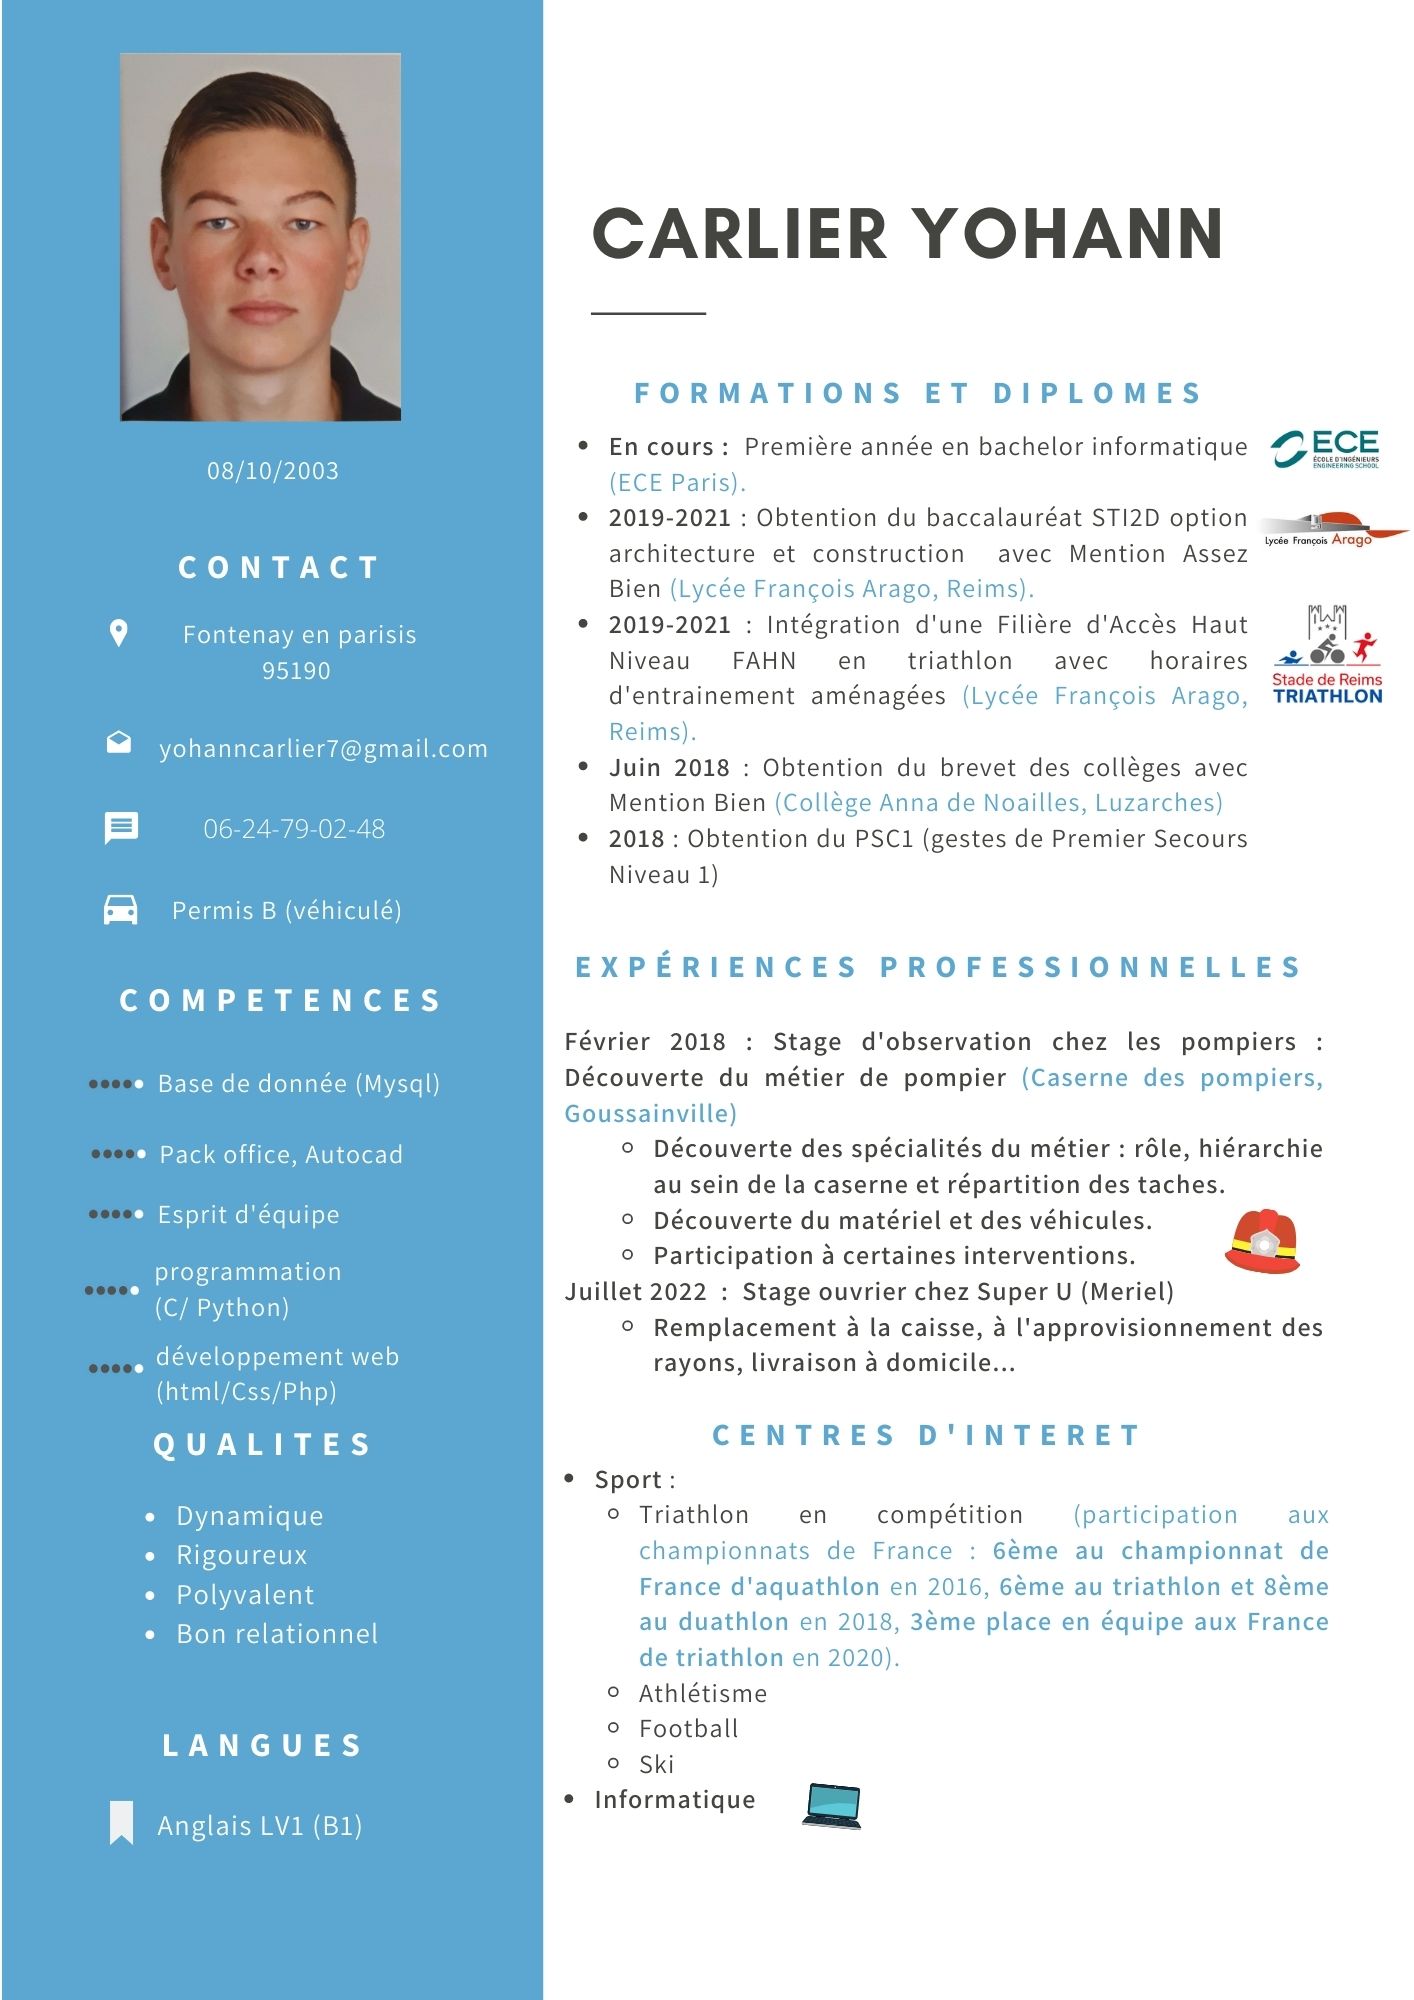 08/10/2003
CONTACT
Fontenay en parisis
95190
yohanncarlier7@gmail.com
06-24-79-02-48
Permis B (véhiculé)
COMPETENCES
Base de donnée (Mysql)
Pack office, Autocad
Esprit d'équipe
programmation
(C/ Python)
développement web
(html/Css/Php)
QUALITES
Dynamique
Rigoureux
Polyvalent
Bon relationnel
LANGUES
Anglais LV1 (B1)
CARLIER YOHANN
FORMATIONS ET DIPLOMES
En cours : Première année en bachelor informatique
(ECE Paris).
2019-2021 : Obtention du baccalauréat STI2D option
architecture et construction avec Mention Assez
Bien (Lycée François Arago, Reims).
2019-2021 : Intégration d'une Filière d'Accès Haut
Niveau FAHN en triathlon avec horaires
d'entrainement aménagées (Lycée François Arago,
Reims).
Juin 2018 : Obtention du brevet des collèges avec
Mention Bien (Collège Anna de Noailles, Luzarches)
2018 : Obtention du PSC1 (gestes de Premier Secours
Niveau 1)
ECE
ÉCOLE D'INGÉNIEURS
ENGINEERING SCHOOL
Lycée François Arago
Stade de Reims
TRIATHLON
EXPÉRIENCES PROFESSIONNELLES
Février 2018 : Stage d'observation chez les pompiers :
Découverte du métier de pompier (Caserne des pompiers,
Goussainville)
Découverte des spécialités du métier : rôle, hiérarchie
au sein de la caserne et répartition des taches.
Découverte du matériel et des véhicules.
Participation à certaines interventions.
Juillet 2022 : Stage ouvrier chez Super U (Meriel)
Remplacement à la caisse, à l'approvisionnement des
rayons, livraison à domicile...
CENTRES D'INTERET
Sport :
Triathlon en compétition (participation aux
championnats de France : 6ème au championnat de
France d'aquathlon en 2016, 6ème au triathlon et 8ème
au duathlon en 2018, 3ème place en équipe aux France
de triathlon en 2020).
Athlétisme
Football
Ski
Informatique